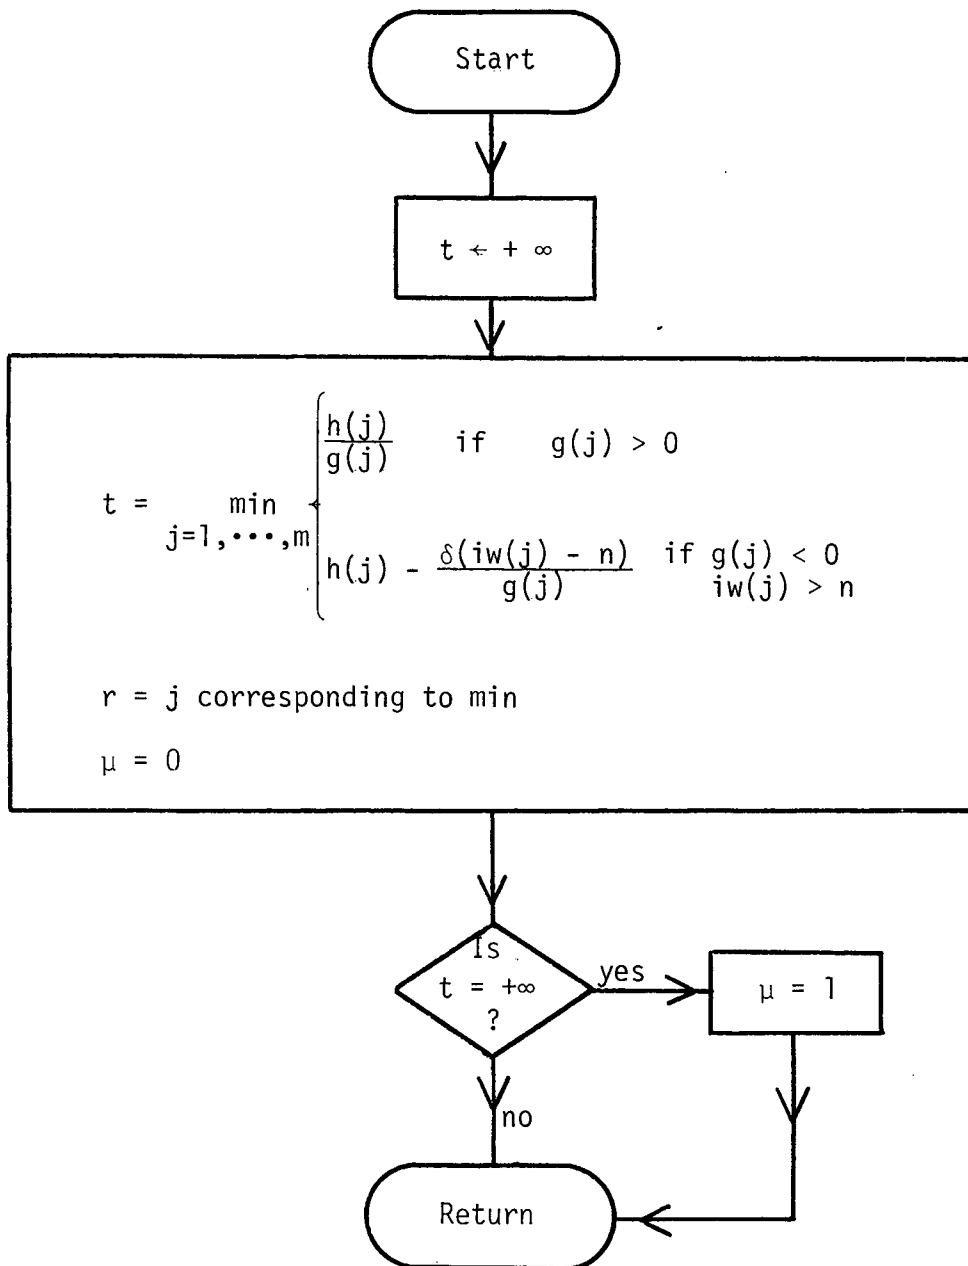 Start
t ← + ∞
h(j)
g(j) if g(j) > 0
t = min
j=1,•••,m
h(j) - δ(iw(j) - n) if g(j) < 0
g(j) iw(j) > n
r = j corresponding to min
μ = 0
Is
t = +∞
?
yes
μ = 1
no
Return